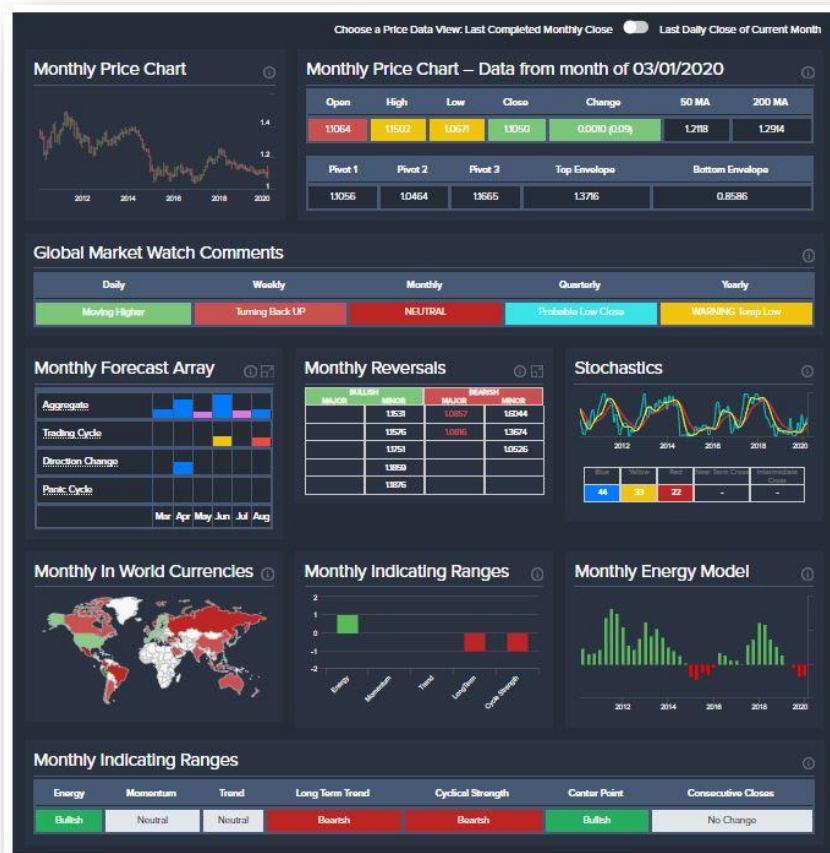 Choose a Price Data View: Last Completed Monthly Close Last Daily Close of Current Month
Monthly Price Chart
1.4
1.2
1
2012 2014 2016 2018 2020
Monthly Price Chart – Data from month of 03/01/2020
Open High Low Close Change 50 MA 200 MA
1.1064 1.1502 1.0671 1.1050 0.0010 (0.09) 1.2118 1.2914
Pivot 1 Pivot 2 Pivot 3 Top Envelope Bottom Envelope
1.1056 1.0464 1.1665 1.3716 0.8586
Global Market Watch Comments
Daily Weekly Monthly Quarterly Yearly
Moving Higher Turning Back UP NEUTRAL Probable Low Close WARNING Temp Low
Monthly Forecast Array
Aggregate
Trading Cycle
Direction Change
Panic Cycle
Mar Apr May Jun Jul Aug
Monthly Reversals
BULLISH BEARISH
MAJOR MINOR MAJOR MINOR
1.1531 1.0857 1.6044
1.1576 1.0816 1.3674
1.1751 1.0526
1.1859
1.1876
Stochastics
2012 2014 2016 2018 2020
Blue Yellow Red Near Term Cross Intermediate Cross
44 33 22 - -
Monthly In World Currencies
Monthly Indicating Ranges
2
1
0
-1
-2
Energy Momentum Trend LongTerm Cycle Strength
Monthly Energy Model
2012 2014 2016 2018 2020
Monthly Indicating Ranges
Energy Momentum Trend Long Term Trend Cyclical Strength Center Point Consecutive Closes
Bullish Neutral Neutral Bearish Bearish Bullish No Change